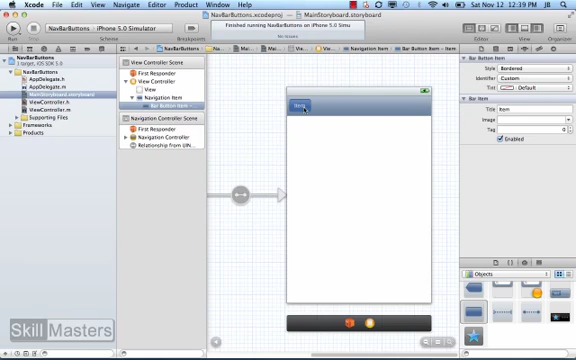 Xcode File Edit View Navigate Editor Product Window Help
Sat Nov 12 12:39 PM JB
NavBarButtons.xcodeproj — MainStoryboard.storyboard
NavBarButtons iPhone 5.0 Simulator
Finished running NavBarButtons on iPhone 5.0 Simu
No Issues
Run Stop Scheme Breakpoints
Editor View Organizer
NavBarButtons
1 target, iOS SDK 5.0
NavBarButtons
AppDelegate.h
AppDelegate.m
MainStoryboard.storyboard
ViewController.h
ViewController.m
Supporting Files
Frameworks
Products
NavBarButtons
Navigation Item
Bar Button Item – Item
View Controller Scene
First Responder
View Controller
View
Navigation Item
Bar Button Item –
Navigation Controller Scene
First Responder
Navigation Controller
Relationship from UIN...
Item
Bar Button Item
Style Bordered
Identifier Custom
Tint Default
Bar Item
Title Item
Image
Tag 0
Enabled
Objects
SkillMasters